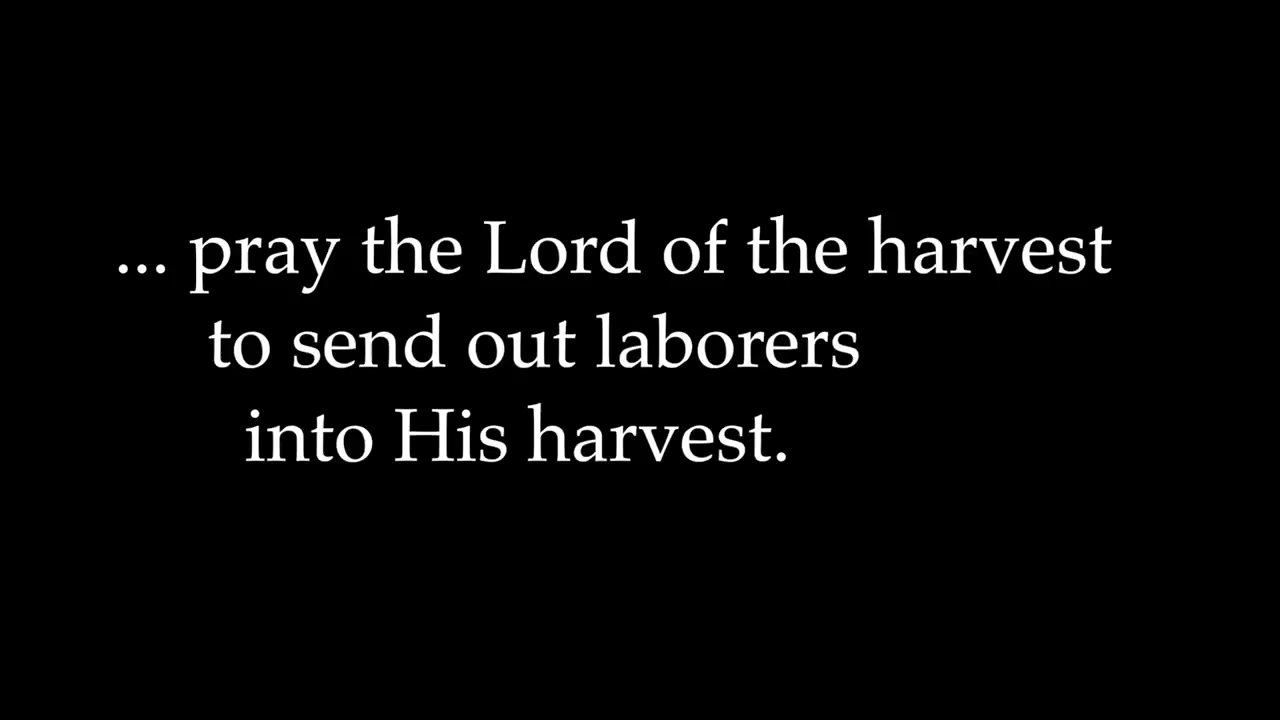 ... pray the Lord of the harvest
to send out laborers
into His harvest.